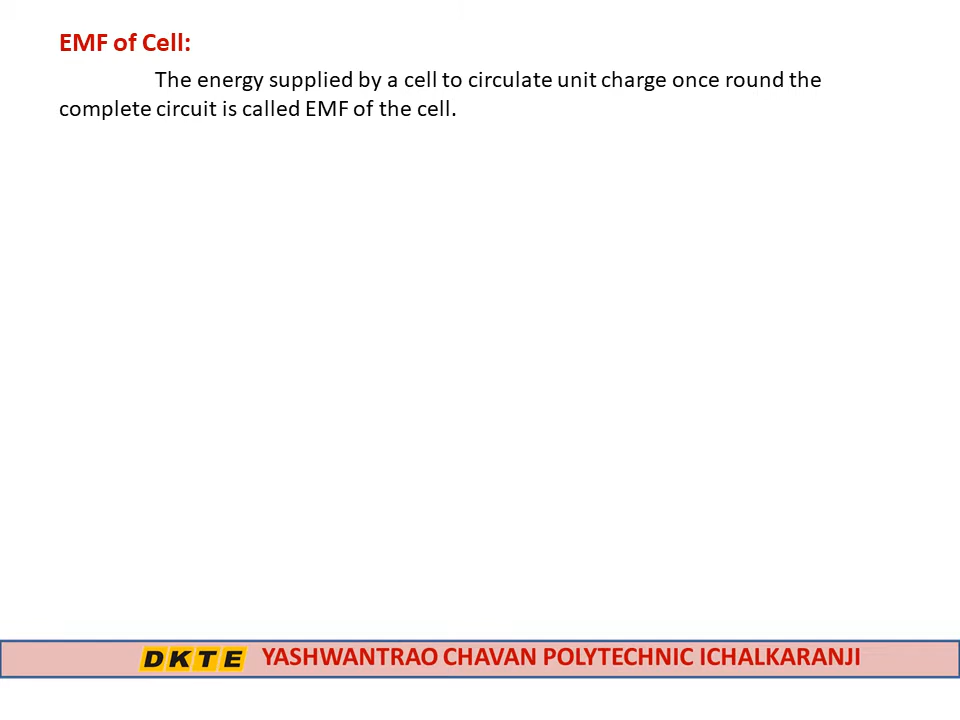 EMF of Cell:
The energy supplied by a cell to circulate unit charge once round the
complete circuit is called EMF of the cell.
DKTE YASHWANTRAO CHAVAN POLYTECHNIC ICHALKARANJI